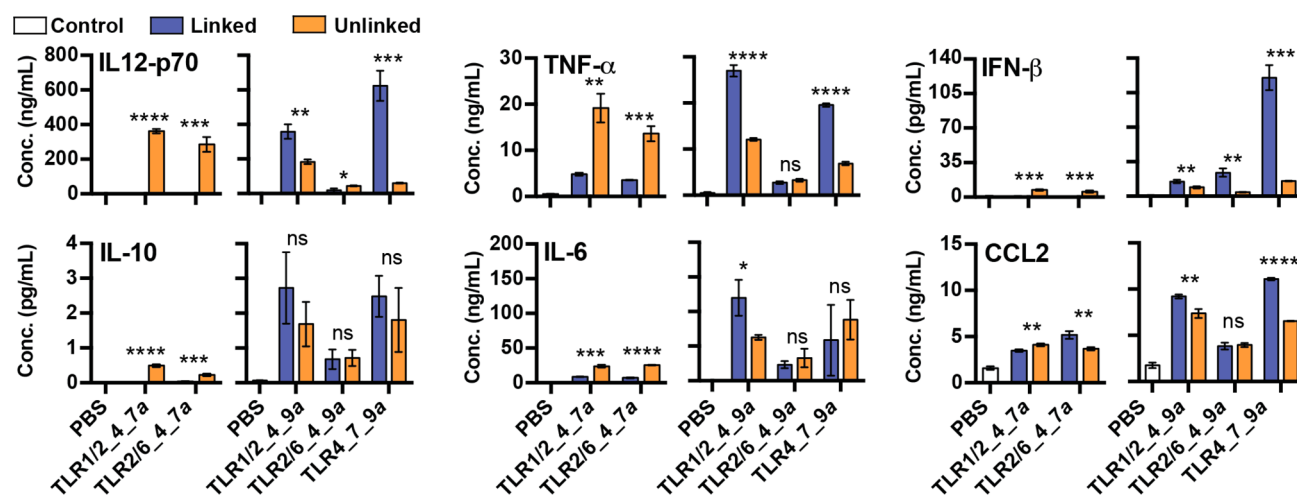 Control Linked Unlinked
IL12-p70
Conc. (ng/mL)
800
600
400
200
0
****
***
**
*
***
TNF-α
Conc. (ng/mL)
30
20
10
0
**
***
****
ns
****
IFN-β
Conc. (pg/mL)
135
90
45
15
0
***
***
**
**
***
IL-10
Conc. (pg/mL)
4
3
2
1
0
****
***
ns
ns
ns
PBS
TLR1/2_4_7a
TLR2/6_4_7a
PBS
TLR1/2_4_9a
TLR2/6_4_9a
TLR4_7_9a
IL-6
Conc. (ng/mL)
200
150
100
50
0
***
****
*
ns
ns
PBS
TLR1/2_4_7a
TLR2/6_4_7a
PBS
TLR1/2_4_9a
TLR2/6_4_9a
TLR4_7_9a
CCL2
Conc. (ng/mL)
15
10
5
0
**
**
**
ns
****
PBS
TLR1/2_4_7a
TLR2/6_4_7a
PBS
TLR1/2_4_9a
TLR2/6_4_9a
TLR4_7_9a